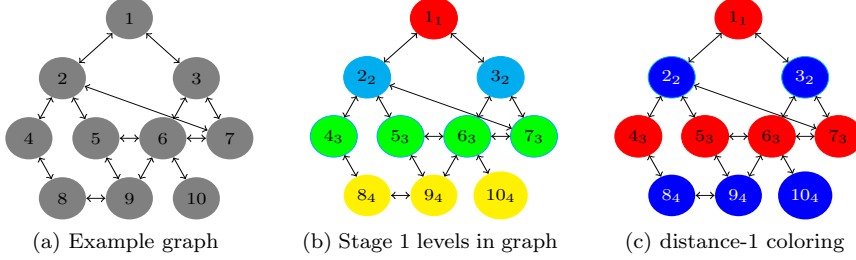 1
2 3
4 5 6 7
8 9 10
(a) Example graph
1₁
2₂ 3₂
4₃ 5₃ 6₃ 7₃
8₄ 9₄ 10₄
(b) Stage 1 levels in graph
1₁
2₂ 3₂
4₃ 5₃ 6₃ 7₃
8₄ 9₄ 10₄
(c) distance-1 coloring